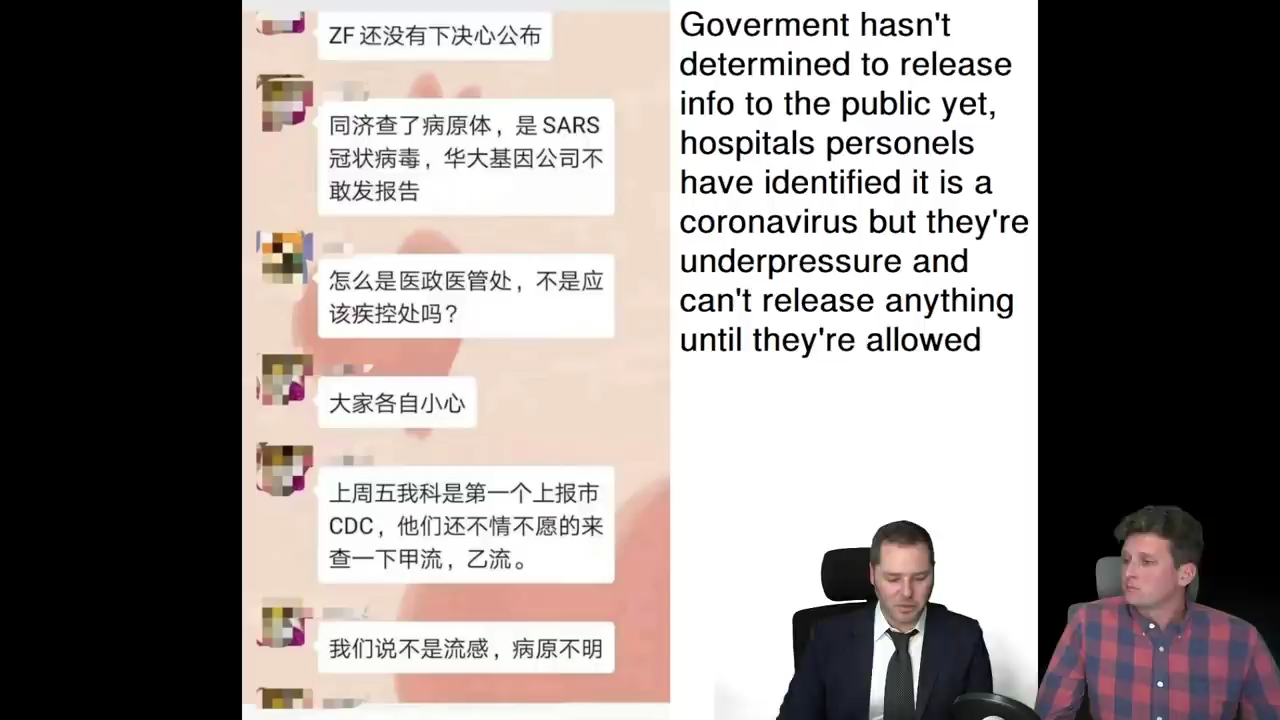 ZF 还没有下决心公布
同济查了病原体，是 SARS
冠状病毒，华大基因公司不
敢发报告
怎么是医政医管处，不是应
该疾控处吗？
大家各自小心
上周五我科是第一个上报市
CDC，他们还不情不愿的来
查一下甲流，乙流。
我们说不是流感，病原不明
Goverment hasn't
determined to release
info to the public yet,
hospitals personels
have identified it is a
coronavirus but they're
underpressure and
can't release anything
until they're allowed